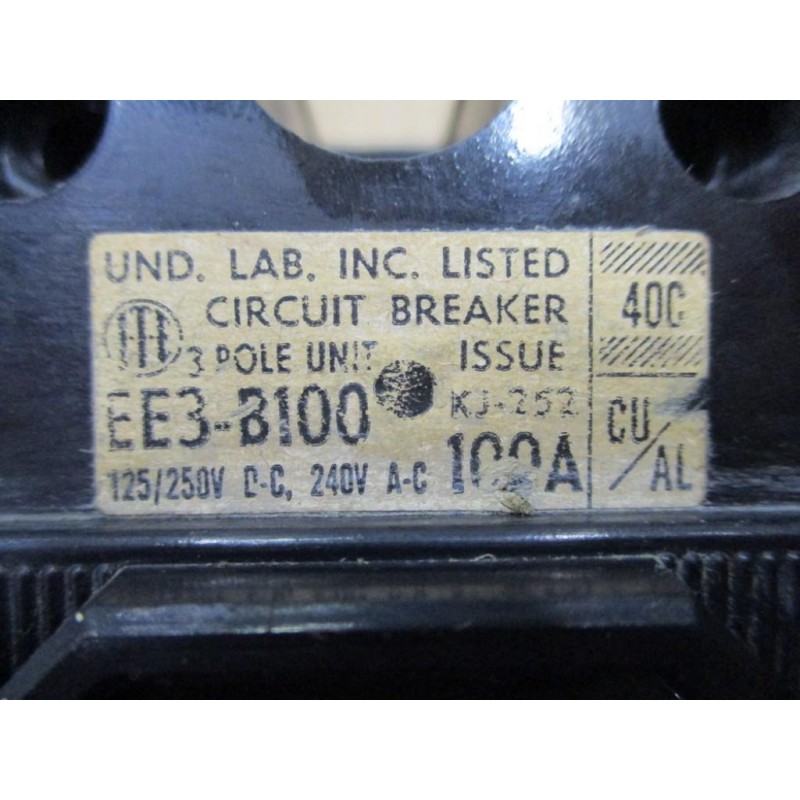 UND. LAB. INC. LISTED
CIRCUIT BREAKER
ITE 3 POLE UNIT ISSUE
EE3-B100 KJ-252
125/250V D-C, 240V A-C 100A
40C
CU/AL